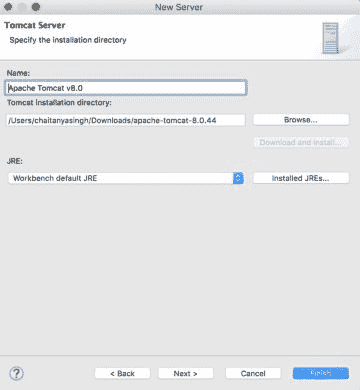 New Server
Tomcat Server
Specify the installation directory
Name:
Apache Tomcat v8.0
Tomcat installation directory:
/Users/chaitanyasingh/Downloads/apache-tomcat-8.0.44
Browse...
Download and Install...
JRE:
Workbench default JRE
Installed JREs...
?
< Back
Next >
Cancel
Finish